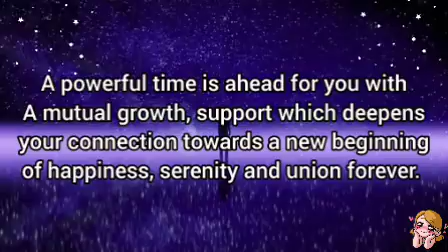 A powerful time is ahead for you with
A mutual growth, support which deepens
your connection towards a new beginning
of happiness, serenity and union forever.